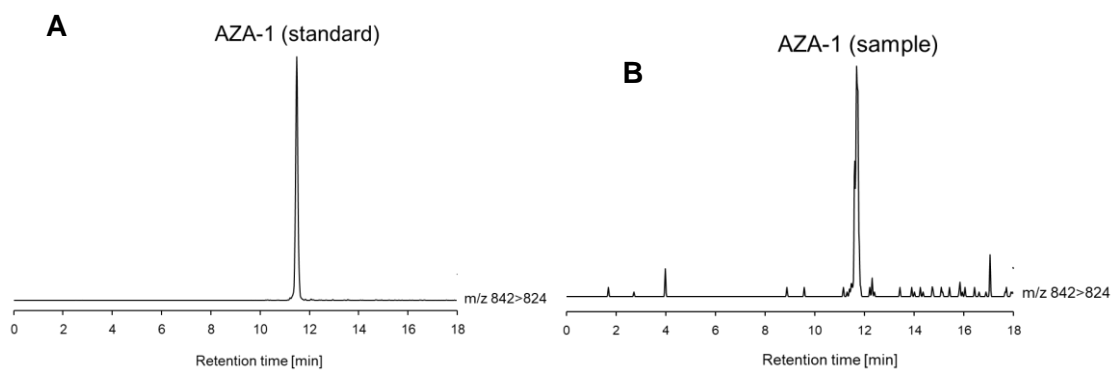 A
AZA-1 (standard)
m/z 842>824
0 2 4 6 8 10 12 14 16 18
Retention time [min]
B
AZA-1 (sample)
m/z 842>824
0 2 4 6 8 10 12 14 16 18
Retention time [min]